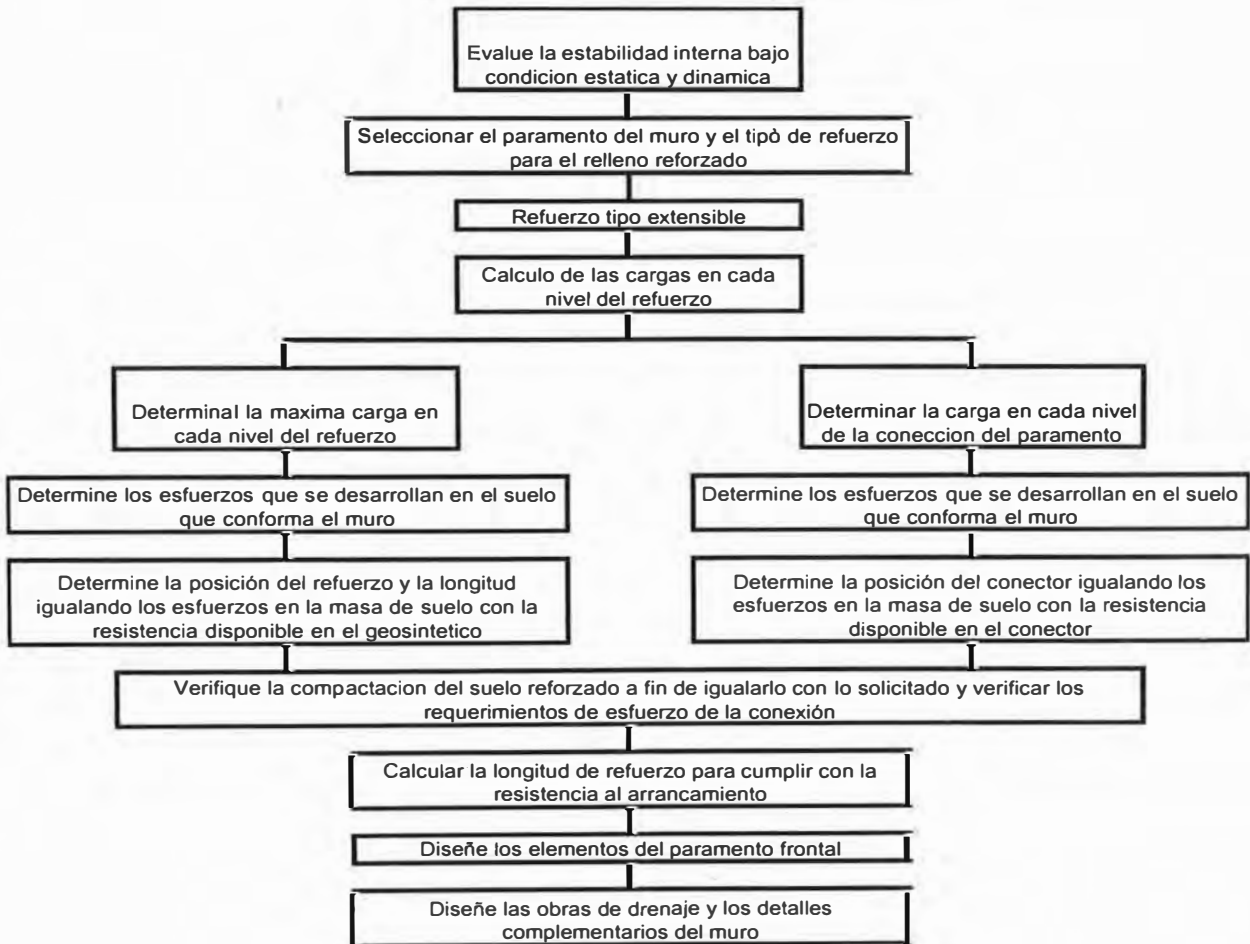 Evalue la estabilidad interna bajo
condicion estatica y dinamica
Seleccionar el paramento del muro y el tipò de refuerzo
para el relleno reforzado
Refuerzo tipo extensible
Calculo de las cargas en cada
nivel del refuerzo
Determinal la maxima carga en
cada nivel del refuerzo
Determinar la carga en cada nivel
de la coneccion del paramento
Determine los esfuerzos que se desarrollan en el suelo
que conforma el muro
Determine los esfuerzos que se desarrollan en el suelo
que conforma el muro
Determine la posición del refuerzo y la longitud
igualando los esfuerzos en la masa de suelo con la
resistencia disponible en el geosintetico
Determine la posición del conector igualando los
esfuerzos en la masa de suelo con la resistencia
disponible en el conector
Verifique la compactacion del suelo reforzado a fin de igualarlo con lo solicitado y verificar los
requerimientos de esfuerzo de la conexión
Calcular la longitud de refuerzo para cumplir con la
resistencia al arrancamiento
Diseñe los elementos del paramento frontal
Diseñe las obras de drenaje y los detalles
complementarios del muro